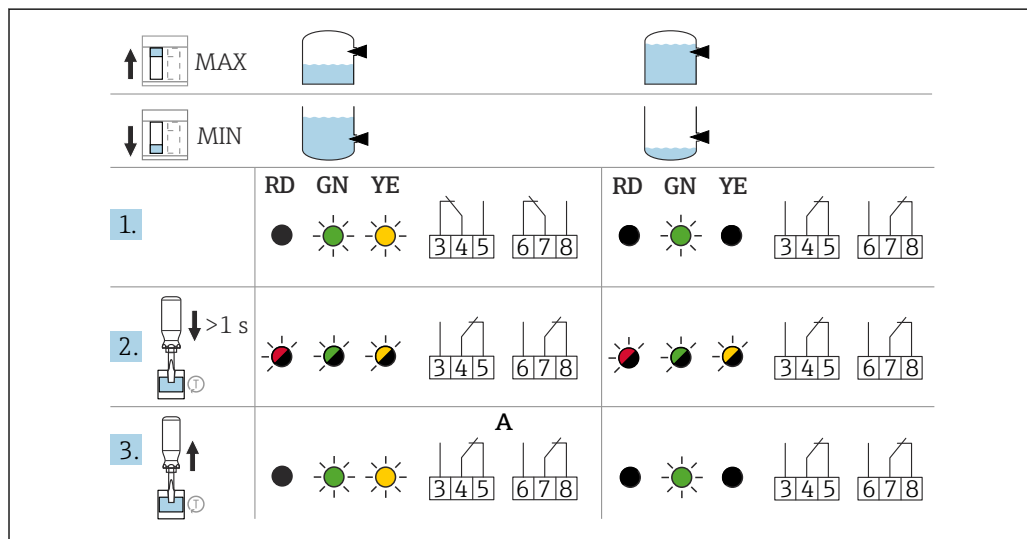 MAX
MIN
RD GN YE RD GN YE
1. 3 4 5 6 7 8 3 4 5 6 7 8
2. >1 s
T 3 4 5 6 7 8 3 4 5 6 7 8
A
3. 3 4 5 6 7 8 3 4 5 6 7 8
T